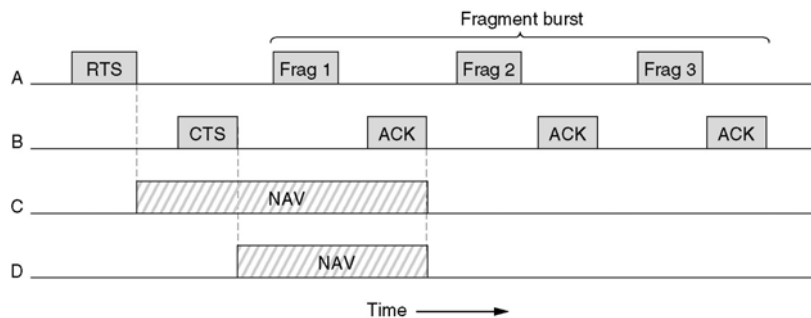 Fragment burst
A RTS Frag 1 Frag 2 Frag 3
B CTS ACK ACK ACK
C NAV
D NAV
Time